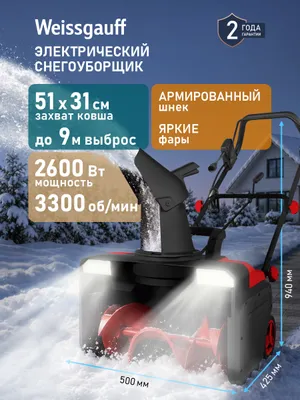 Weissgauff
ЭЛЕКТРИЧЕСКИЙ
СНЕГОУБОРЩИК
2 ГОДА
ГАРАНТИИ
51 x 31 см
захват ковша
до 9 м выброс
АРМИРОВАННЫЙ
шнек
ЯРКИЕ
фары
2600 Вт
мощность
3300 об/мин
940 мм
500 мм
425 мм